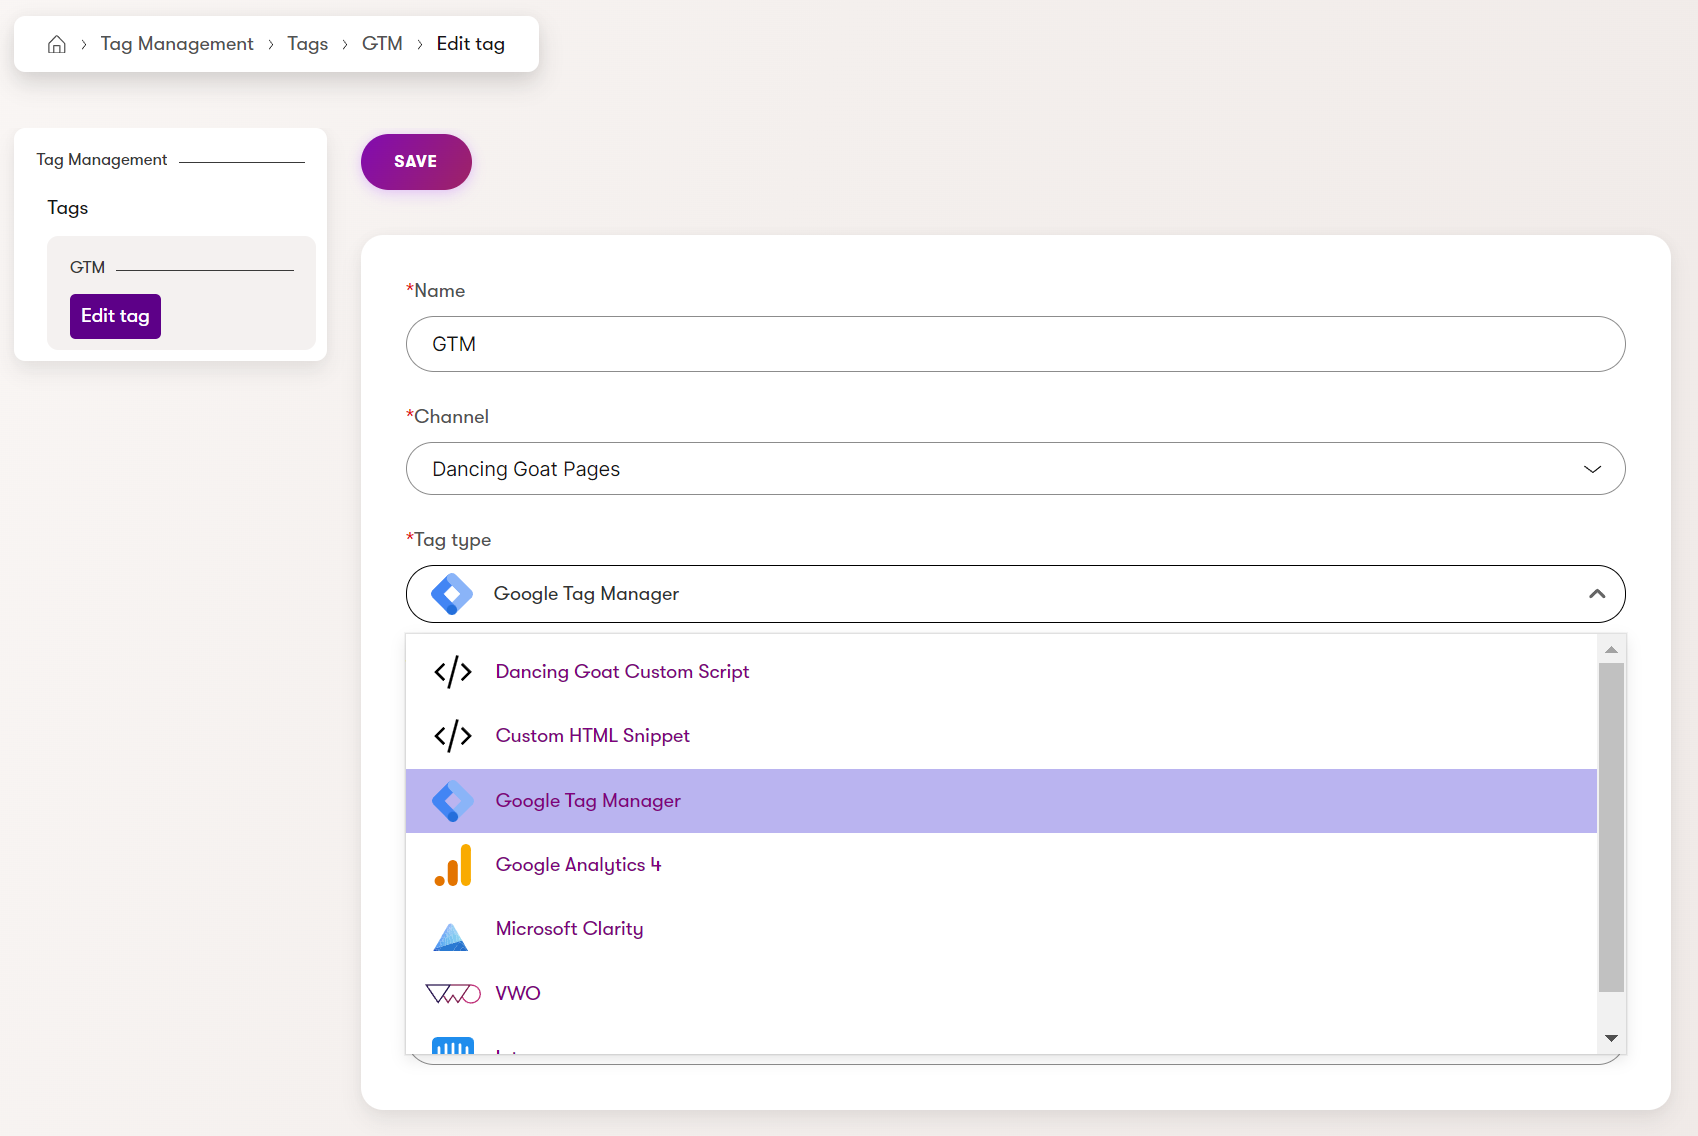 Tag Management > Tags > GTM > Edit tag
Tag Management
Tags
GTM
Edit tag
SAVE
*Name
GTM
*Channel
Dancing Goat Pages
*Tag type
Google Tag Manager
Dancing Goat Custom Script
Custom HTML Snippet
Google Tag Manager
Google Analytics 4
Microsoft Clarity
VWO